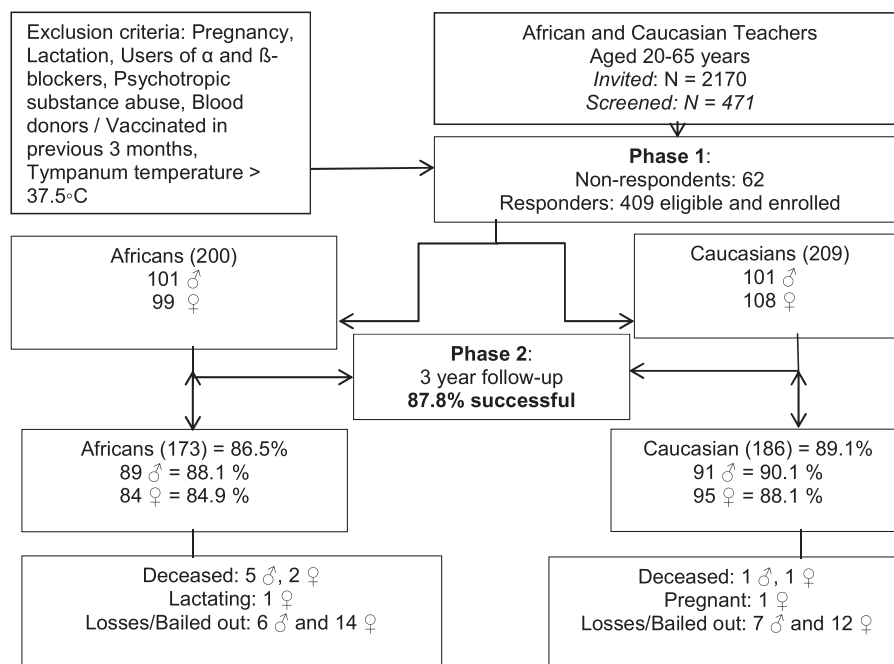 Exclusion criteria: Pregnancy,
Lactation, Users of α and ß-
blockers, Psychotropic
substance abuse, Blood
donors / Vaccinated in
previous 3 months,
Tympanum temperature >
37.5◦C
African and Caucasian Teachers
Aged 20-65 years
Invited: N = 2170
Screened: N = 471
Phase 1:
Non-respondents: 62
Responders: 409 eligible and enrolled
Africans (200)
101 ♂
99 ♀
Caucasians (209)
101 ♂
108 ♀
Phase 2:
3 year follow-up
87.8% successful
Africans (173) = 86.5%
89 ♂ = 88.1 %
84 ♀ = 84.9 %
Caucasian (186) = 89.1%
91 ♂ = 90.1 %
95 ♀ = 88.1 %
Deceased: 5 ♂, 2 ♀
Lactating: 1 ♀
Losses/Bailed out: 6 ♂ and 14 ♀
Deceased: 1 ♂, 1 ♀
Pregnant: 1 ♀
Losses/Bailed out: 7 ♂ and 12 ♀